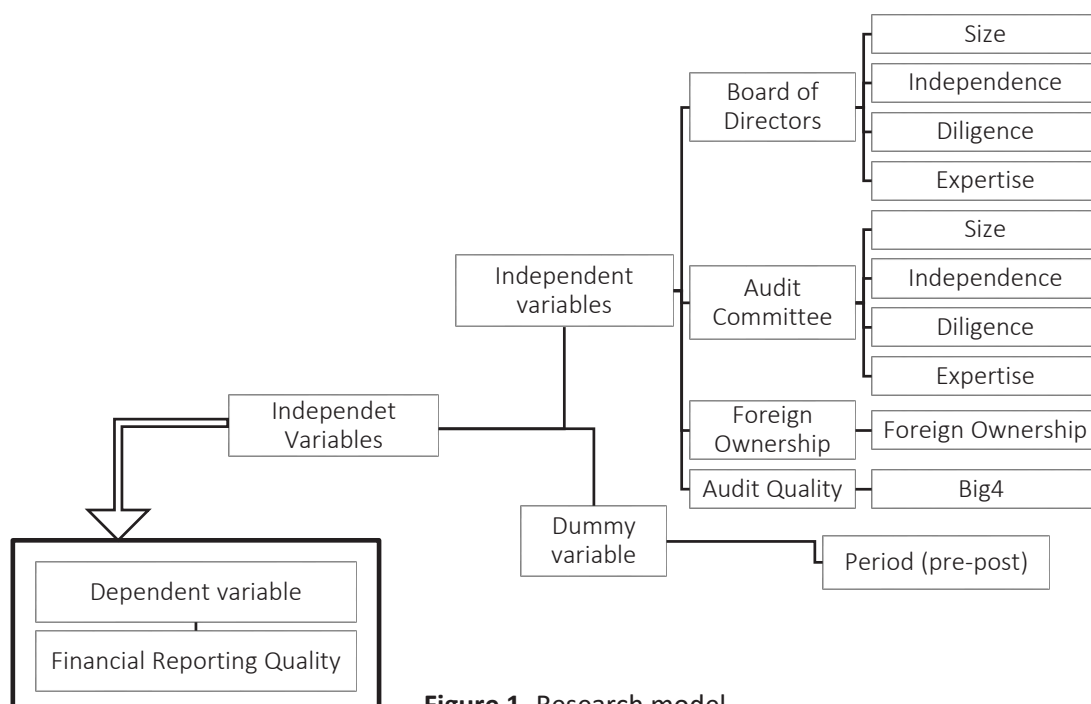 Size
Independence
Diligence
Expertise
Board of
Directors
Size
Independence
Diligence
Expertise
Audit
Committee
Independent
variables
Foreign
Ownership
Foreign Ownership
Audit Quality
Big4
Independet
Variables
Dummy
variable
Period (pre-post)
Dependent variable
Financial Reporting Quality
Figure 1. Research model